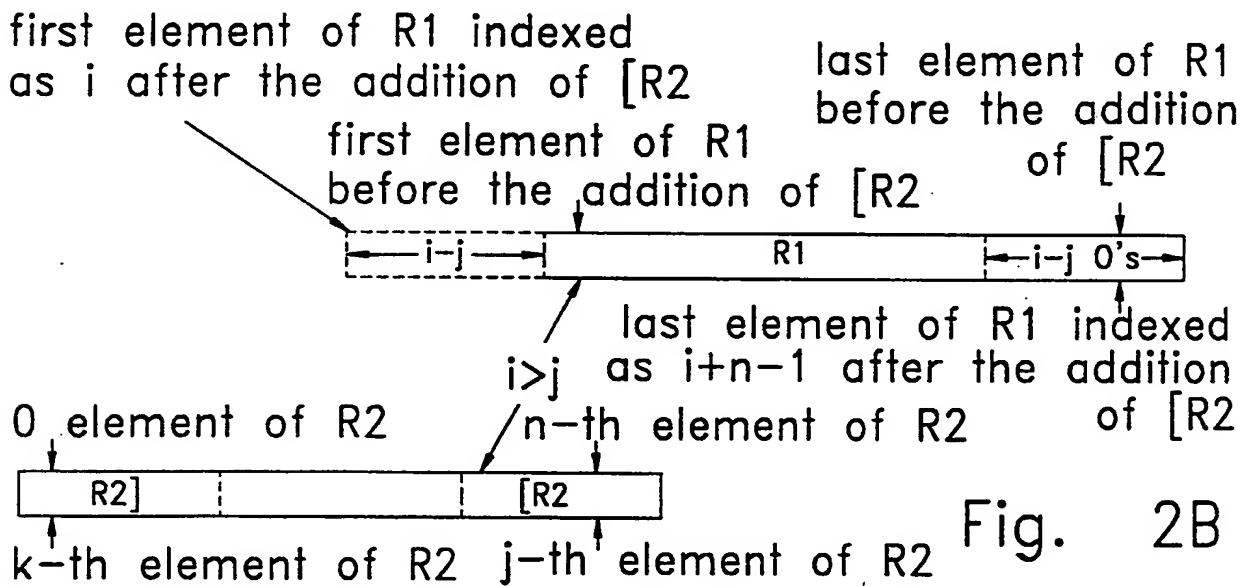 first element of R1 indexed
as i after the addition of [R2
last element of R1
before the addition
of [R2
first element of R1
before the addition of [R2
i-j
R1
i-j 0's
last element of R1 indexed
as i+n-1 after the addition
of [R2
i>j
0 element of R2
n-th element of R2
R2]
[R2
k-th element of R2
j-th element of R2
Fig. 2B